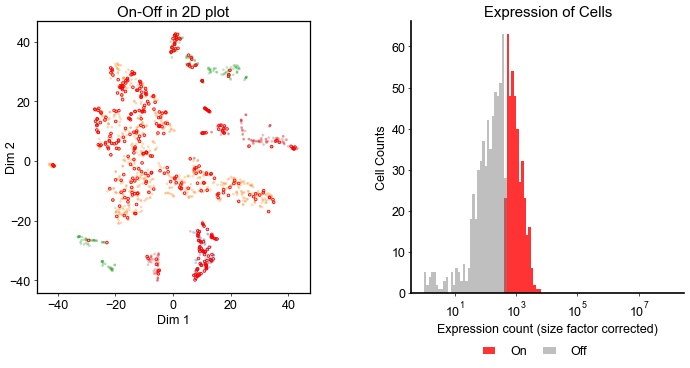 On-Off in 2D plot
40
20
0
−20
−40
Dim 2
−40 −20 0 20 40
Dim 1
Expression of Cells
60
50
40
30
20
10
0
Cell Counts
10^1 10^3 10^5 10^7
Expression count (size factor corrected)
On Off